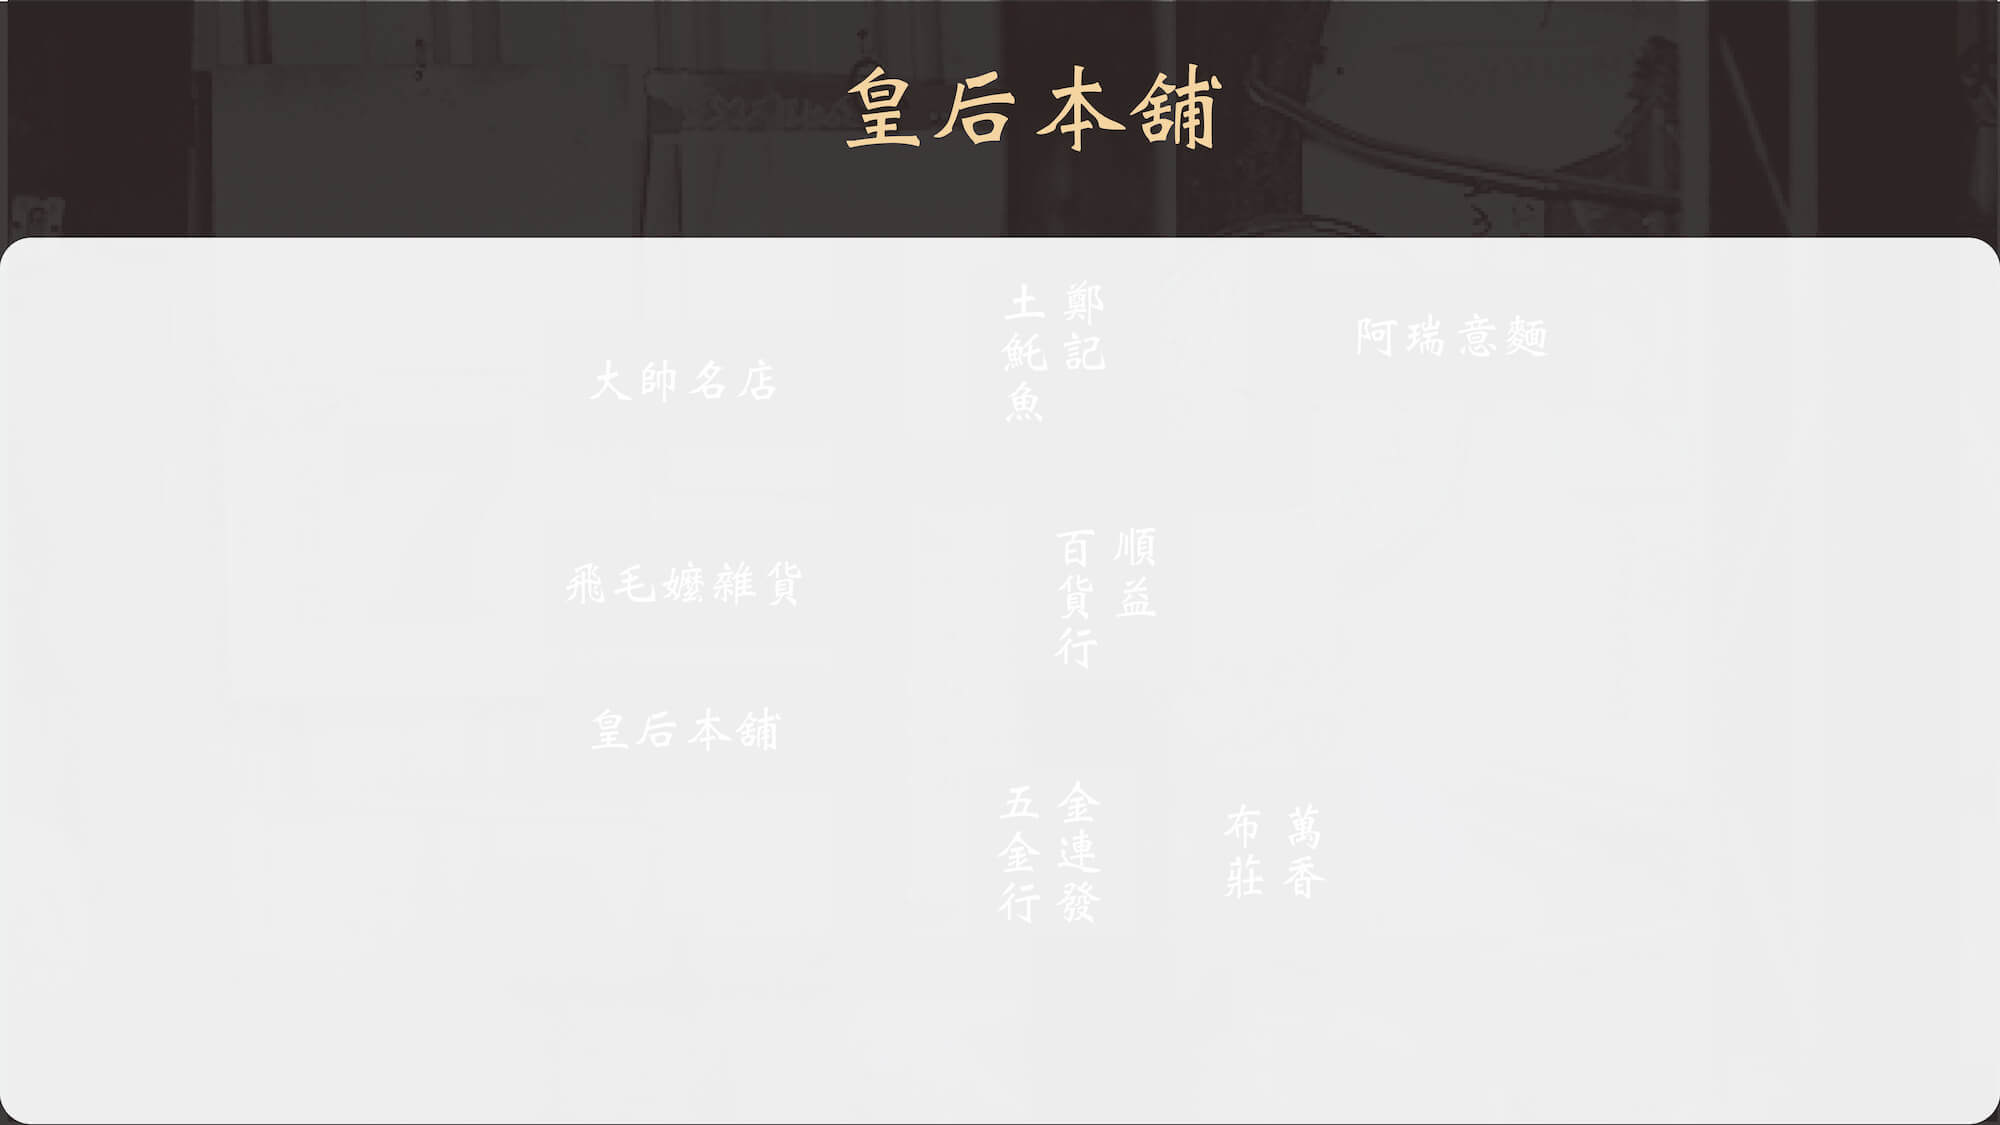 皇后本舖
鄭記
土魠魚
阿瑞意麵
大帥名店
順益
百貨行
飛毛嬤雜貨
皇后本舖
金連發
五金行
萬香
布莊